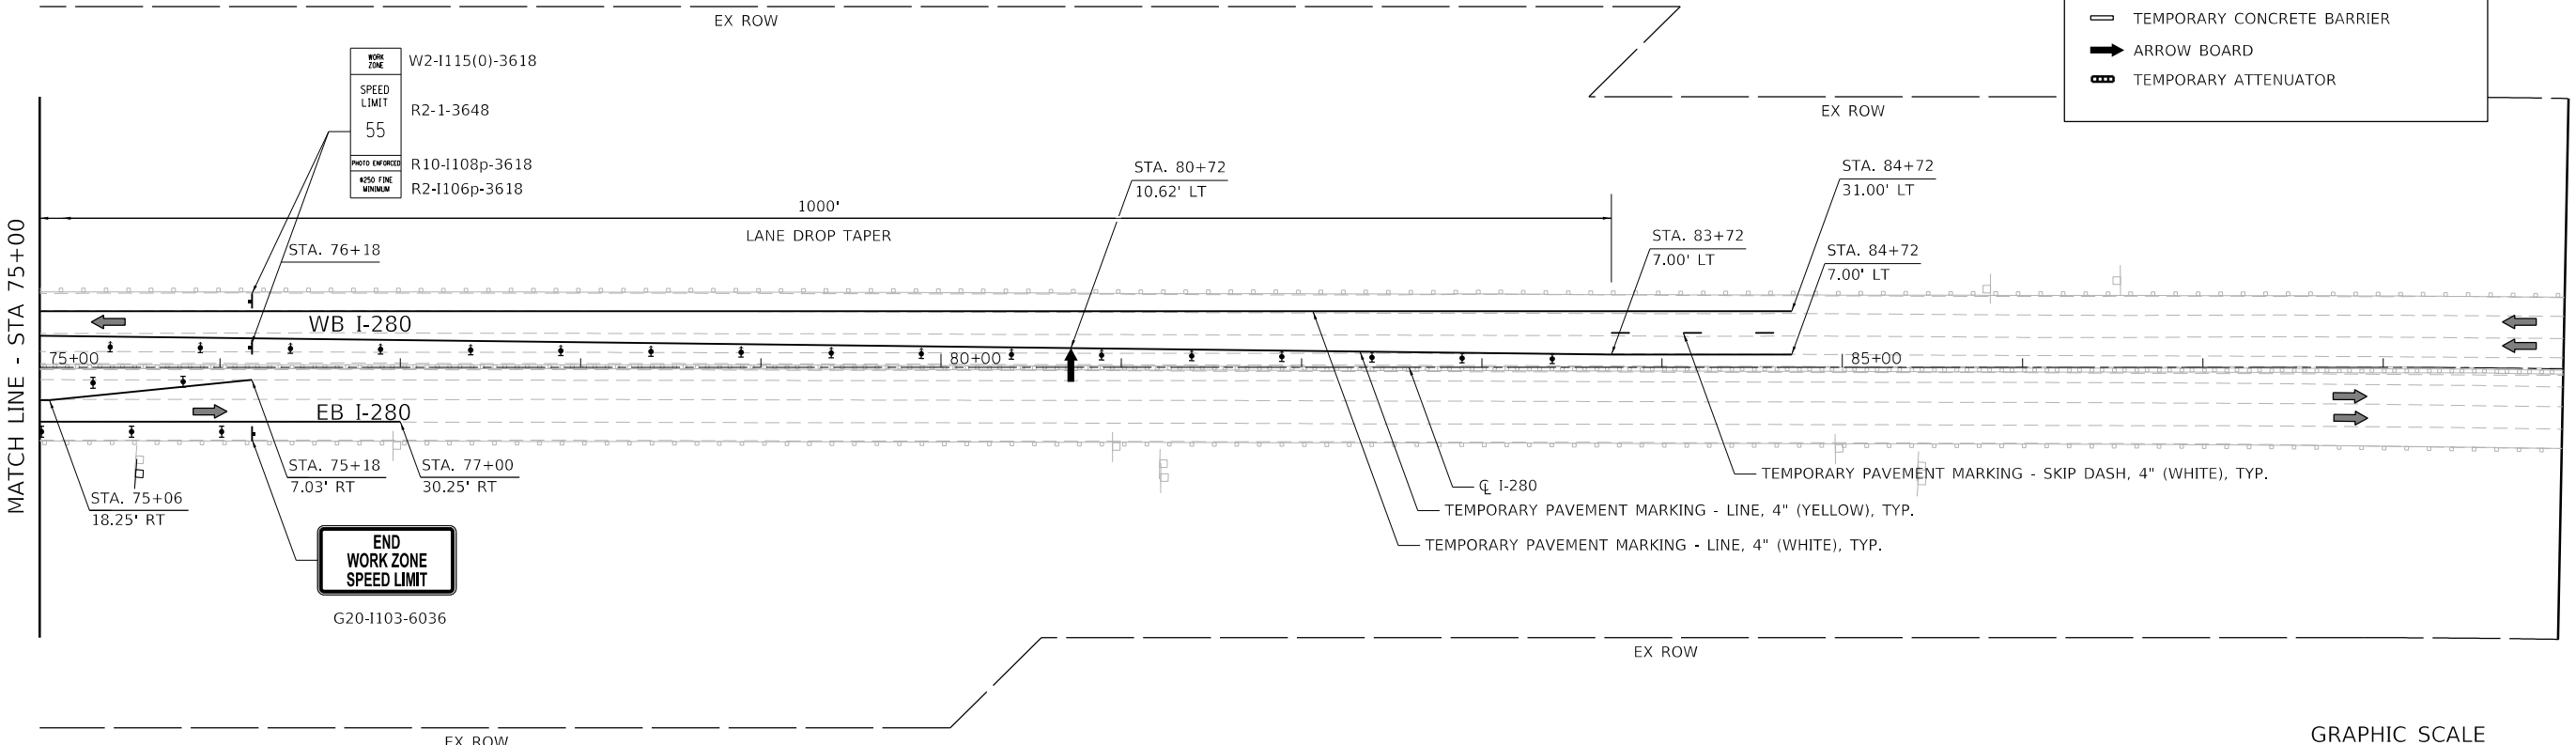 EX ROW
TEMPORARY CONCRETE BARRIER
ARROW BOARD
TEMPORARY ATTENUATOR
WORK
ZONE
W2-I115(0)-3618
SPEED
LIMIT
55
R2-1-3648
PHOTO ENFORCED
R10-I108p-3618
$250 FINE
MINIMUM
R2-I106p-3618
EX ROW
STA. 80+72
10.62' LT
STA. 84+72
31.00' LT
1000'
LANE DROP TAPER
STA. 76+18
STA. 83+72
7.00' LT
STA. 84+72
7.00' LT
MATCH LINE - STA 75+00
WB I-280
75+00
80+00
85+00
EB I-280
STA. 75+06
18.25' RT
STA. 75+18
7.03' RT
STA. 77+00
30.25' RT
℄ I-280
TEMPORARY PAVEMENT MARKING - SKIP DASH, 4" (WHITE), TYP.
TEMPORARY PAVEMENT MARKING - LINE, 4" (YELLOW), TYP.
TEMPORARY PAVEMENT MARKING - LINE, 4" (WHITE), TYP.
END
WORK ZONE
SPEED LIMIT
G20-I103-6036
EX ROW
EX ROW
GRAPHIC SCALE